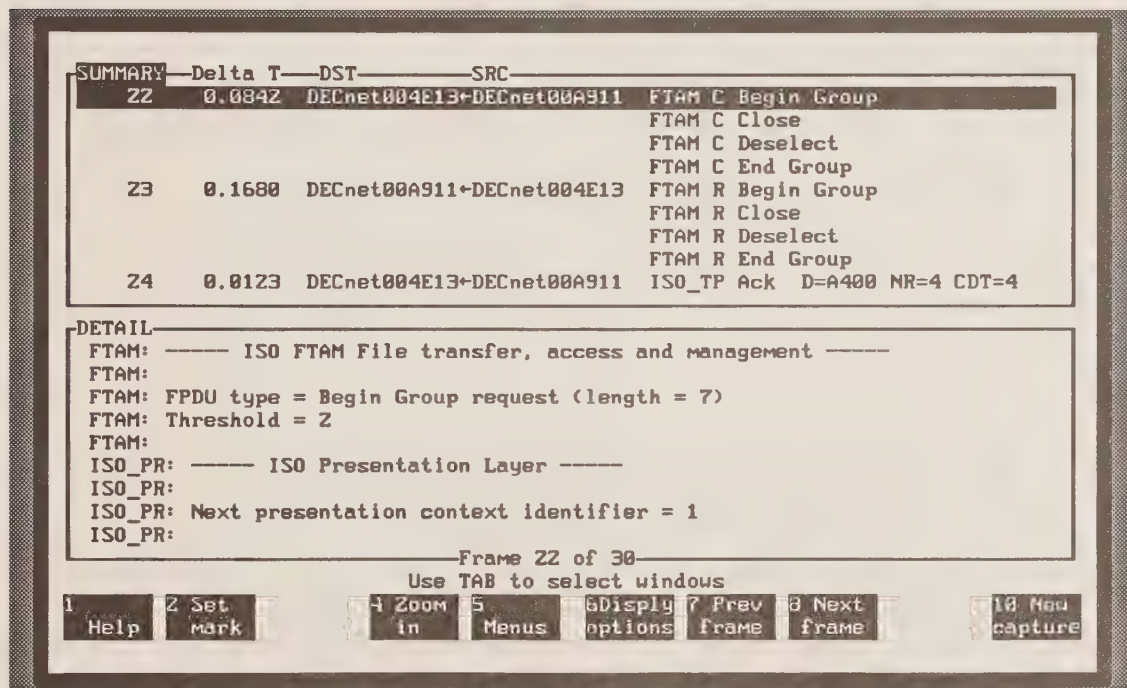 SUMMARY—Delta T—DST—SRC
22 0.0842 DECnet004E13←DECnet00A911 FTAM C Begin Group
FTAM C Close
FTAM C Deselect
FTAM C End Group
23 0.1680 DECnet00A911←DECnet004E13 FTAM R Begin Group
FTAM R Close
FTAM R Deselect
FTAM R End Group
24 0.0123 DECnet004E13←DECnet00A911 ISO_TP Ack D=A400 NR=4 CDT=4
DETAIL
FTAM: ----- ISO FTAM File transfer, access and management -----
FTAM:
FTAM: FPDU type = Begin Group request (length = 7)
FTAM: Threshold = 2
FTAM:
ISO_PR: ----- ISO Presentation Layer -----
ISO_PR:
ISO_PR: Next presentation context identifier = 1
ISO_PR:
Frame 22 of 30
Use TAB to select windows
1 2 Set 4 Zoom 5 6Disply 7 Prev 8 Next 10 New
Help mark in Menus options frame frame capture